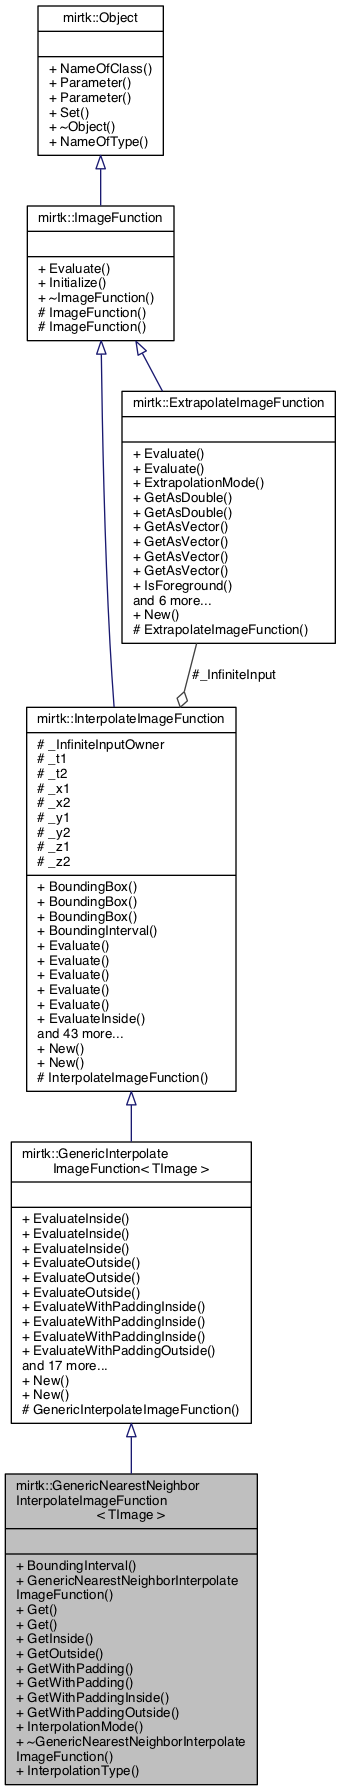 mirtk::Object
+ NameOfClass()
+ Parameter()
+ Parameter()
+ Set()
+ ~Object()
+ NameOfType()
mirtk::ImageFunction
+ Evaluate()
+ Initialize()
+ ~ImageFunction()
# ImageFunction()
# ImageFunction()
mirtk::ExtrapolateImageFunction
+ Evaluate()
+ Evaluate()
+ ExtrapolationMode()
+ GetAsDouble()
+ GetAsDouble()
+ GetAsVector()
+ GetAsVector()
+ GetAsVector()
+ GetAsVector()
+ IsForeground()
and 6 more...
+ New()
# ExtrapolateImageFunction()
#_InfiniteInput
mirtk::InterpolateImageFunction
# _InfiniteInputOwner
# _t1
# _t2
# _x1
# _x2
# _y1
# _y2
# _z1
# _z2
+ BoundingBox()
+ BoundingBox()
+ BoundingBox()
+ BoundingInterval()
+ Evaluate()
+ Evaluate()
+ Evaluate()
+ Evaluate()
+ Evaluate()
+ EvaluateInside()
and 43 more...
+ New()
+ New()
# InterpolateImageFunction()
mirtk::GenericInterpolate
ImageFunction< TImage >
+ EvaluateInside()
+ EvaluateInside()
+ EvaluateInside()
+ EvaluateOutside()
+ EvaluateOutside()
+ EvaluateOutside()
+ EvaluateWithPaddingInside()
+ EvaluateWithPaddingInside()
+ EvaluateWithPaddingInside()
+ EvaluateWithPaddingOutside()
and 17 more...
+ New()
+ New()
# GenericInterpolateImageFunction()
mirtk::GenericNearestNeighbor
InterpolateImageFunction
< TImage >
+ BoundingInterval()
+ GenericNearestNeighborInterpolate
ImageFunction()
+ Get()
+ Get()
+ GetInside()
+ GetOutside()
+ GetWithPadding()
+ GetWithPadding()
+ GetWithPaddingInside()
+ GetWithPaddingOutside()
+ InterpolationMode()
+ ~GenericNearestNeighborInterpolate
ImageFunction()
+ InterpolationType()